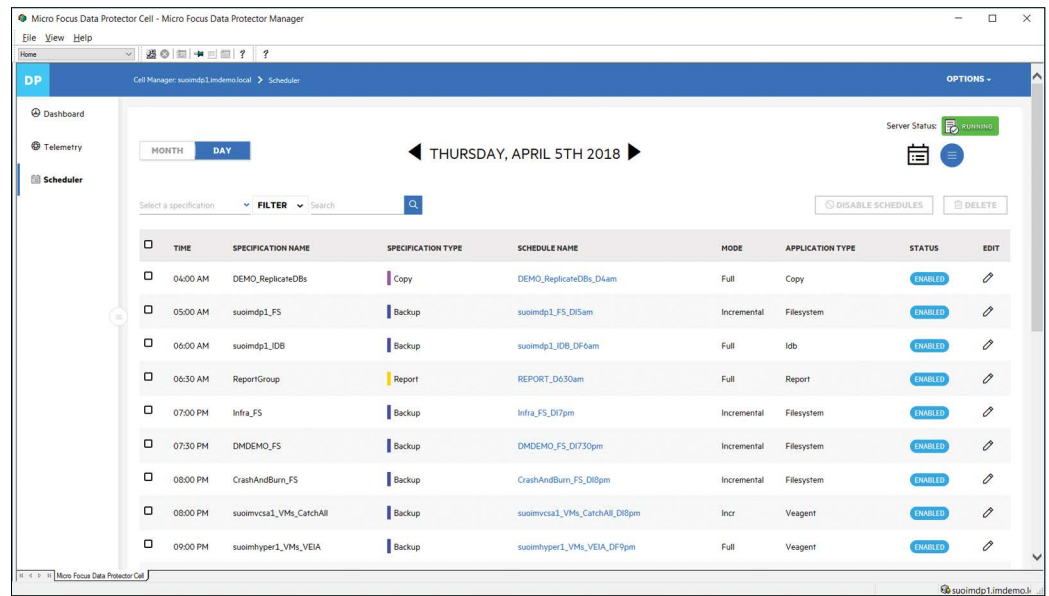 Micro Focus Data Protector Cell - Micro Focus Data Protector Manager
File View Help
Home
? ?
DP
Cell Manager: suoimdp1.imdemo.local > Scheduler
OPTIONS
Dashboard
Telemetry
Scheduler
Server Status: RUNNING
MONTH DAY
THURSDAY, APRIL 5TH 2018
Select a specification FILTER Search
DISABLE SCHEDULES DELETE
TIME SPECIFICATION NAME SPECIFICATION TYPE SCHEDULE NAME MODE APPLICATION TYPE STATUS EDIT
04:00 AM DEMO_ReplicateDBs Copy DEMO_ReplicateDBs_D4am Full Copy ENABLED
05:00 AM suoimdp1_FS Backup suoimdp1_FS_DI5am Incremental Filesystem ENABLED
06:00 AM suoimdp1_IDB Backup suoimdp1_IDB_DF6am Full Idb ENABLED
06:30 AM ReportGroup Report REPORT_D630am Full Report ENABLED
07:00 PM Infra_FS Backup Infra_FS_DI7pm Incremental Filesystem ENABLED
07:30 PM DMDEMO_FS Backup DMDEMO_FS_DI730pm Incremental Filesystem ENABLED
08:00 PM CrashAndBurn_FS Backup CrashAndBurn_FS_DI8pm Incremental Filesystem ENABLED
08:00 PM suoimvcsa1_VMs_CatchAll Backup suoimvcsa1_VMs_CatchAll_DI8pm Incr Veagent ENABLED
09:00 PM suoimhyper1_VMs_VEIA Backup suoimhyper1_VMs_VEIA_DF9pm Full Veagent ENABLED
Micro Focus Data Protector Cell
suoimdp1.imdemo.l